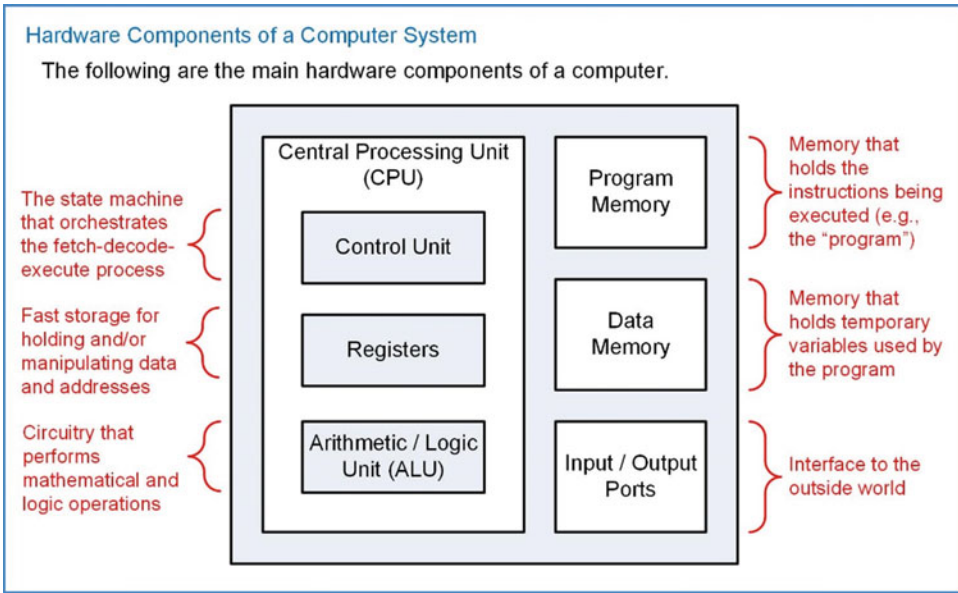 Hardware Components of a Computer System
The following are the main hardware components of a computer.
The state machine
that orchestrates
the fetch-decode-
execute process
Fast storage for
holding and/or
manipulating data
and addresses
Circuitry that
performs
mathematical and
logic operations
Central Processing Unit
(CPU)
Control Unit
Registers
Arithmetic / Logic
Unit (ALU)
Program
Memory
Data
Memory
Input / Output
Ports
Memory that
holds the
instructions being
executed (e.g.,
the “program”)
Memory that
holds temporary
variables used by
the program
Interface to the
outside world